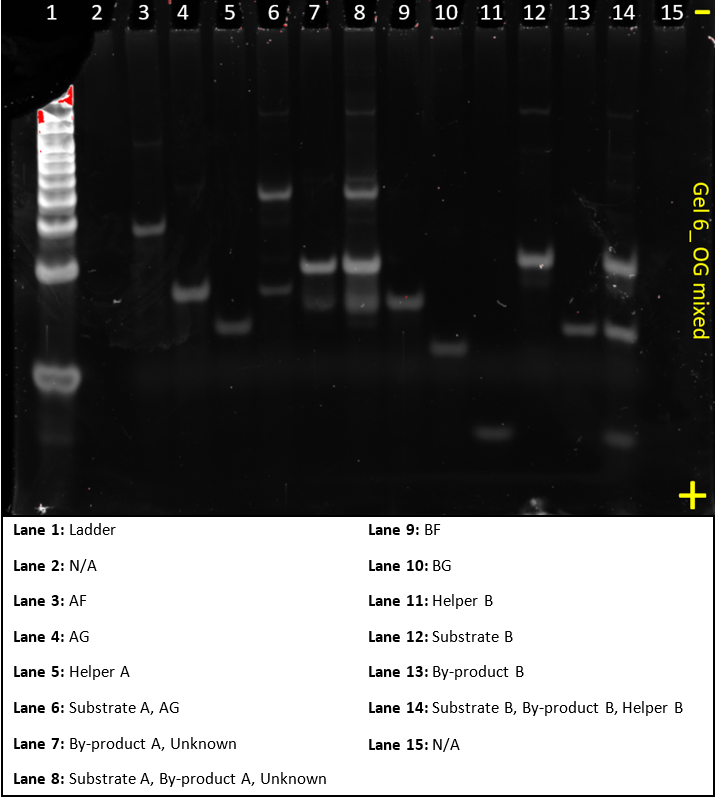 1 2 3 4 5 6 7 8 9 10 11 12 13 14 15 −
Gel 6_ OG mixed
+
Lane 1: Ladder
Lane 2: N/A
Lane 3: AF
Lane 4: AG
Lane 5: Helper A
Lane 6: Substrate A, AG
Lane 7: By-product A, Unknown
Lane 8: Substrate A, By-product A, Unknown
Lane 9: BF
Lane 10: BG
Lane 11: Helper B
Lane 12: Substrate B
Lane 13: By-product B
Lane 14: Substrate B, By-product B, Helper B
Lane 15: N/A